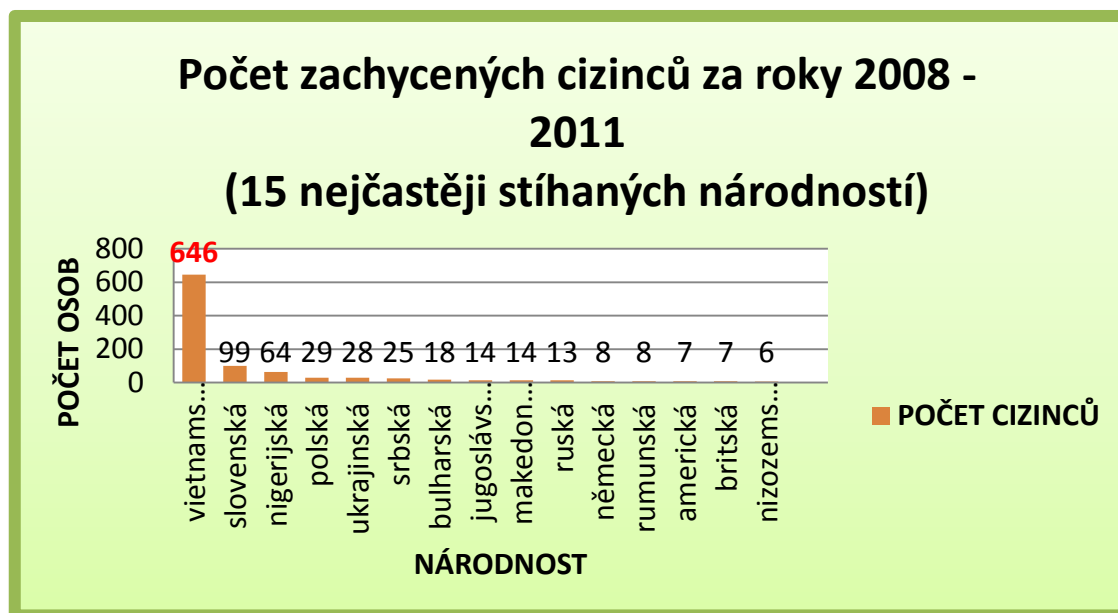 Počet zachycených cizinců za roky 2008 -
2011
(15 nejčastěji stíhaných národností)
POČET OSOB
800
600
400
200
0
646
99
64
29
28
25
18
14
14
13
8
8
7
7
6
vietnams...
slovenská
nigerijská
polská
ukrajinská
srbská
bulharská
jugoslávs...
makedon...
ruská
německá
rumunská
americká
britská
nizozems...
NÁRODNOST
POČET CIZINCŮ